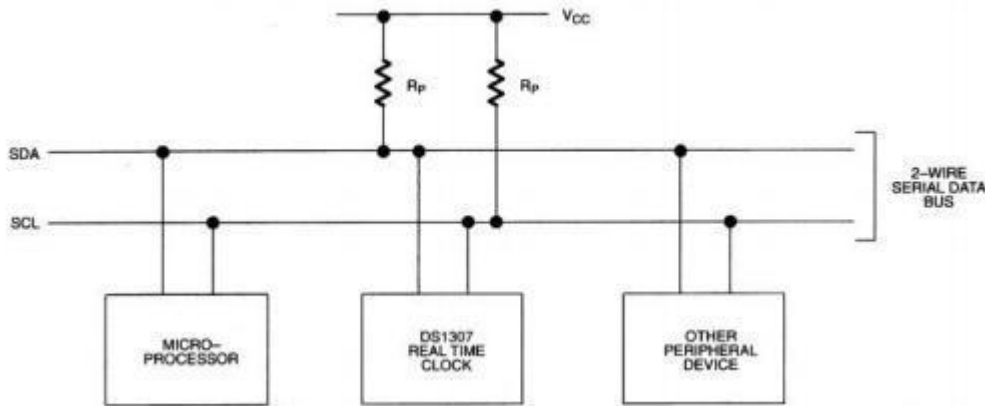 VCC
RP
RP
SDA
SCL
2–WIRE
SERIAL DATA
BUS
MICRO–
PROCESSOR
DS1307
REAL TIME
CLOCK
OTHER
PERIPHERAL
DEVICE